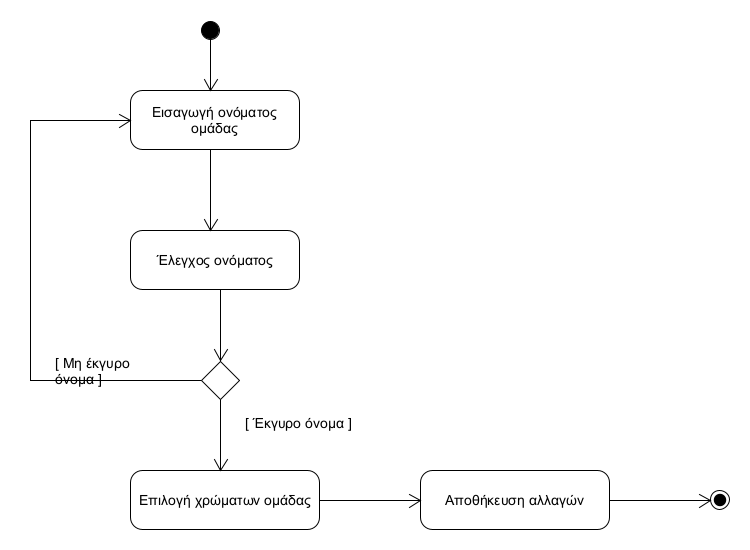 Εισαγωγή ονόματος
ομάδας
Έλεγχος ονόματος
[ Μη έκγυρο
όνομα ]
[ Έκγυρο όνομα ]
Επιλογή χρώματων ομάδας
Αποθήκευση αλλαγών